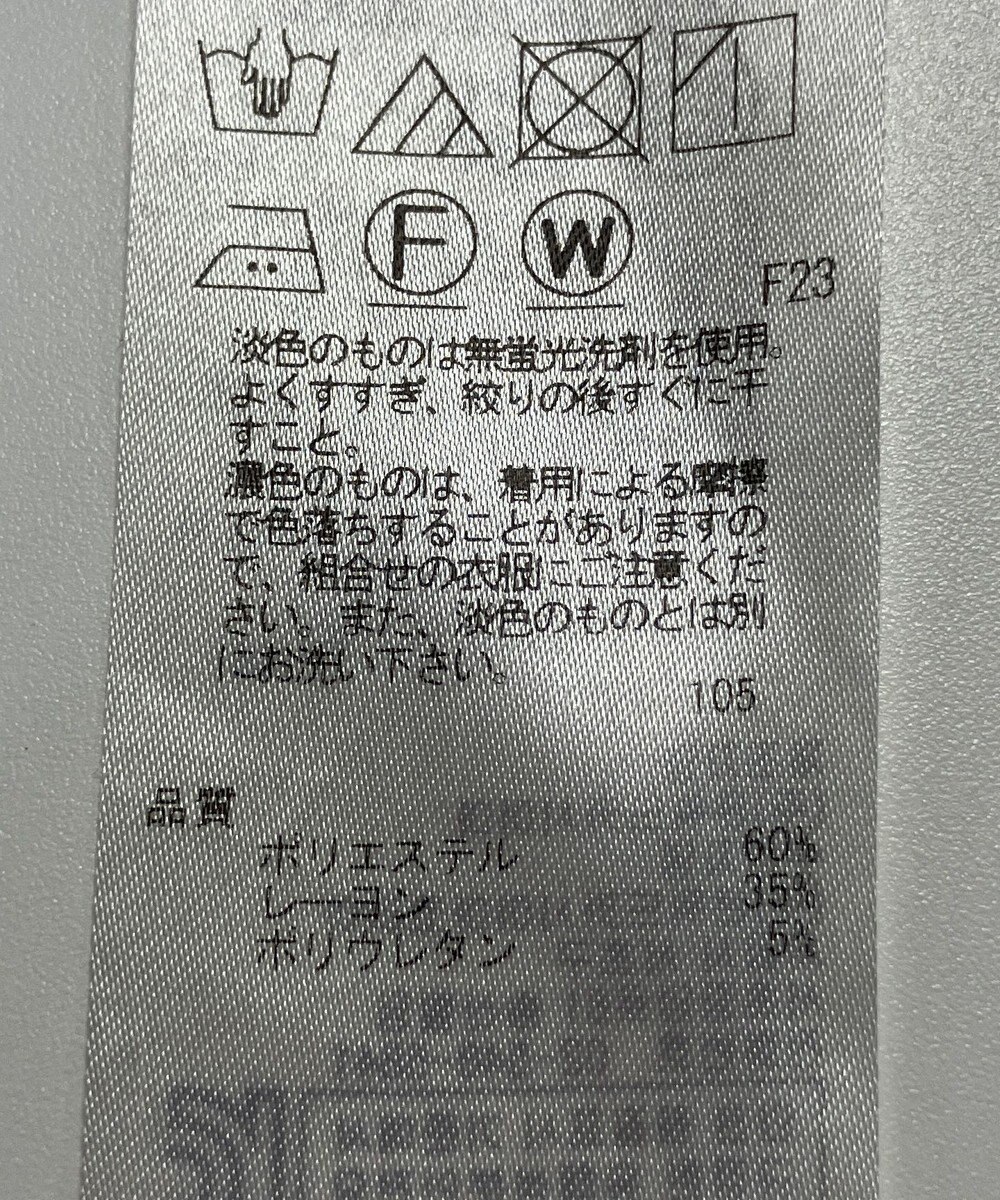 F W
F23
淡色のものは無蛍光洗剤を使用。
よくすすぎ、絞りの後すぐに干
すこと。
濃色のものは、着用による摩擦
で色落ちすることがありますの
で、組合せの衣服にご注意くだ
さい。また、淡色のものとは別
にお洗い下さい。
105
品質
ポリエステル 60%
レーヨン 35%
ポリウレタン 5%